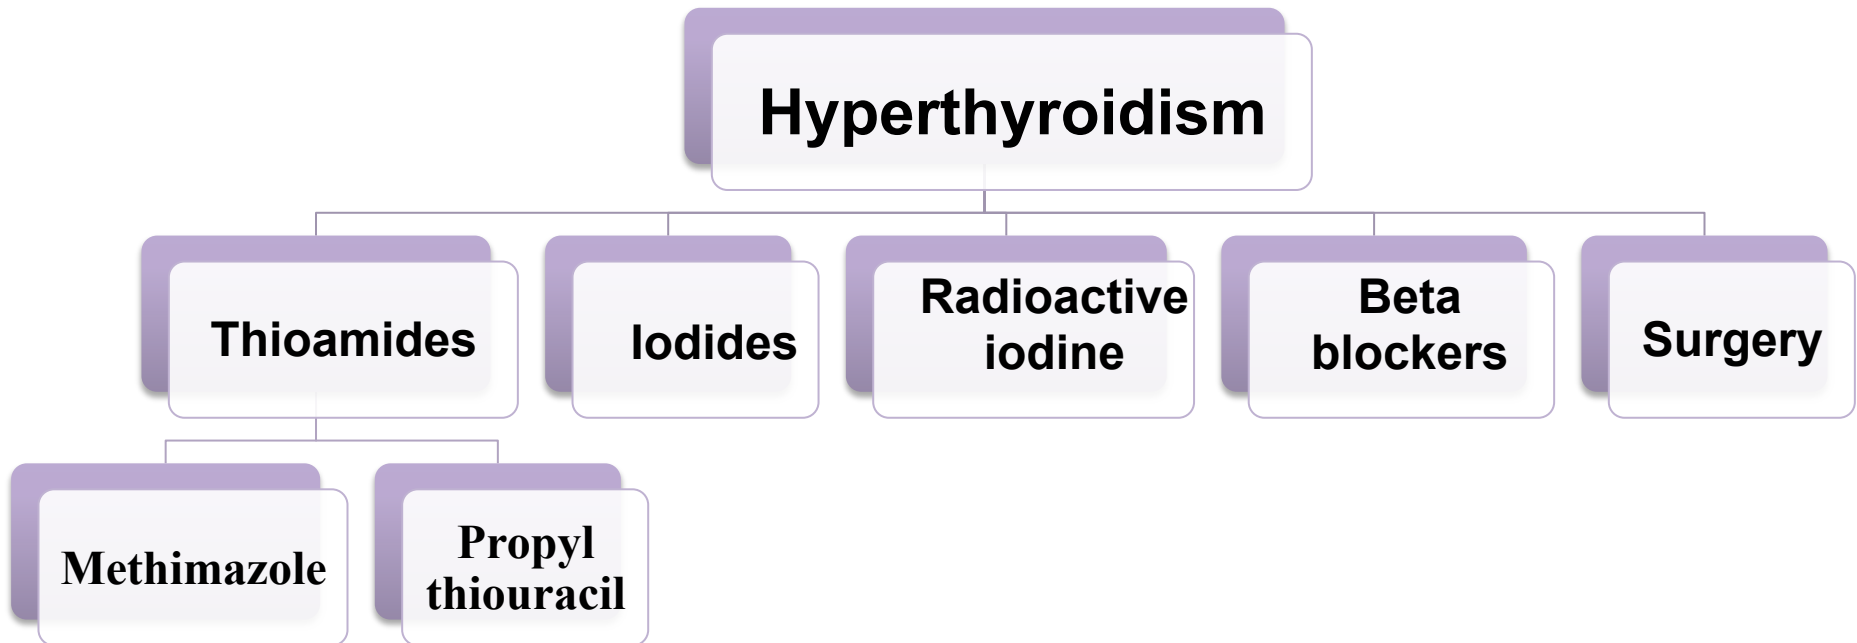 Hyperthyroidism
Thioamides
Iodides
Radioactive
iodine
Beta
blockers
Surgery
Methimazole
Propyl
thiouracil